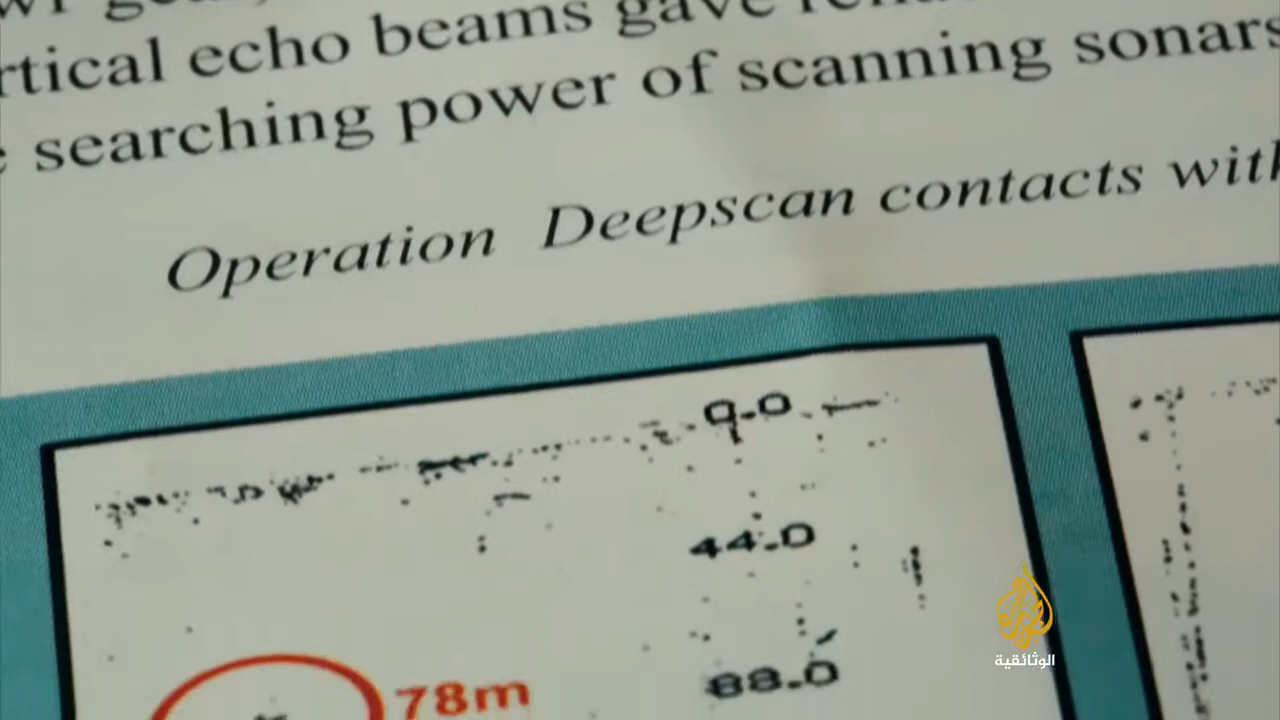 rtical echo beams gave
searching power of scanning sonars
Operation Deepscan contacts with
0.0
44.0
88.0
78m
الوثائقية